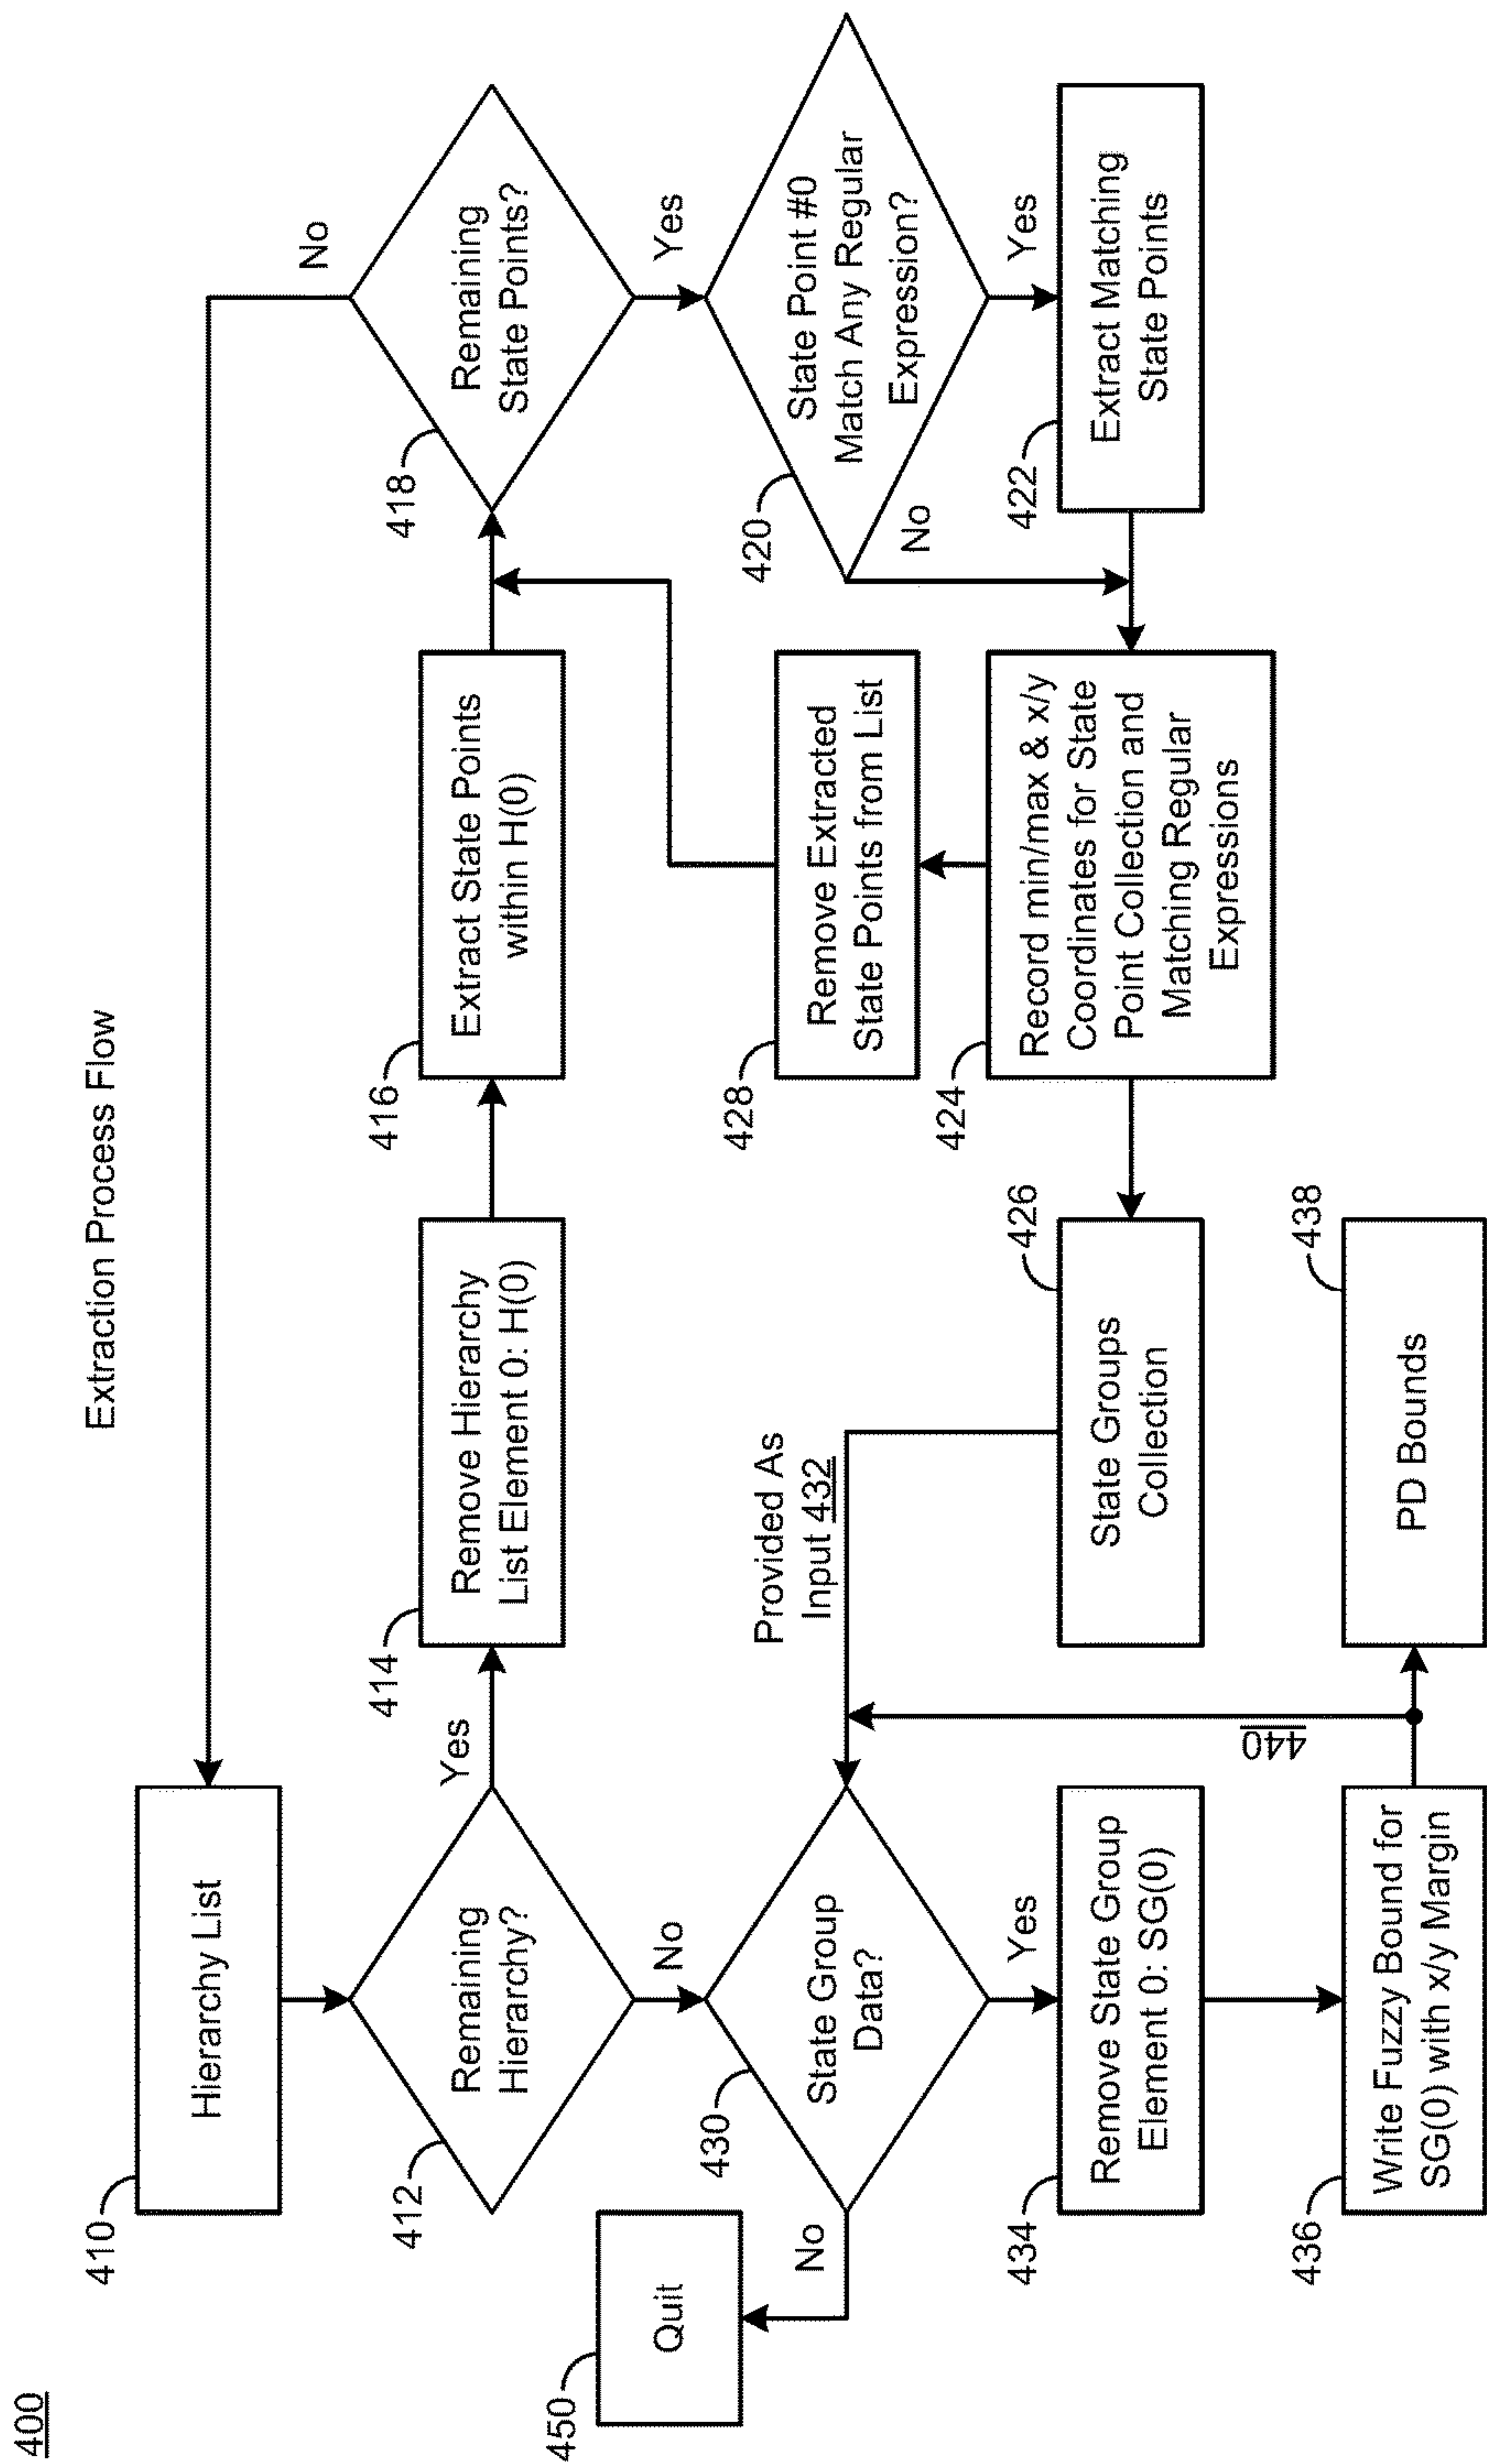 400
Extraction Process Flow
410
Hierarchy List
412
Remaining
Hierarchy?
Yes
No
414
Remove Hierarchy
List Element 0: H(0)
416
Extract State Points
within H(0)
418
Remaining
State Points?
No
Yes
420
State Point #0
Match Any Regular
Expression?
No
Yes
422
Extract Matching
State Points
424
Record min/max & x/y
Coordinates for State
Point Collection and
Matching Regular
Expressions
428
Remove Extracted
State Points from List
426
State Groups
Collection
Provided As
Input 432
430
State Group
Data?
No
Yes
450
Quit
434
Remove State Group
Element 0: SG(0)
436
Write Fuzzy Bound for
SG(0) with x/y Margin
440
438
PD Bounds